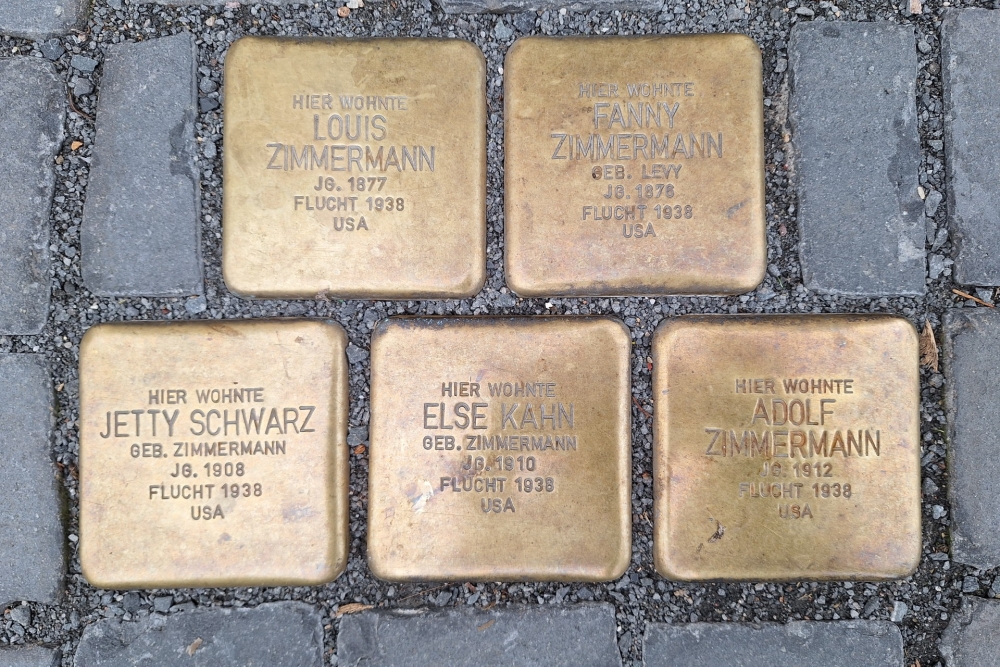 HIER WOHNTE
LOUIS
ZIMMERMANN
JG. 1877
FLUCHT 1938
USA
HIER WOHNTE
FANNY
ZIMMERMANN
GEB. LEVY
JG. 1876
FLUCHT 1938
USA
HIER WOHNTE
JETTY SCHWARZ
GEB. ZIMMERMANN
JG. 1908
FLUCHT 1938
USA
HIER WOHNTE
ELSE KAHN
GEB. ZIMMERMANN
JG. 1910
FLUCHT 1938
USA
HIER WOHNTE
ADOLF
ZIMMERMANN
JG. 1912
FLUCHT 1938
USA